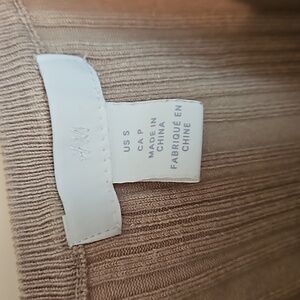 US S
CA P
MADE IN
CHINA
FABRIQUÉ EN
CHINE